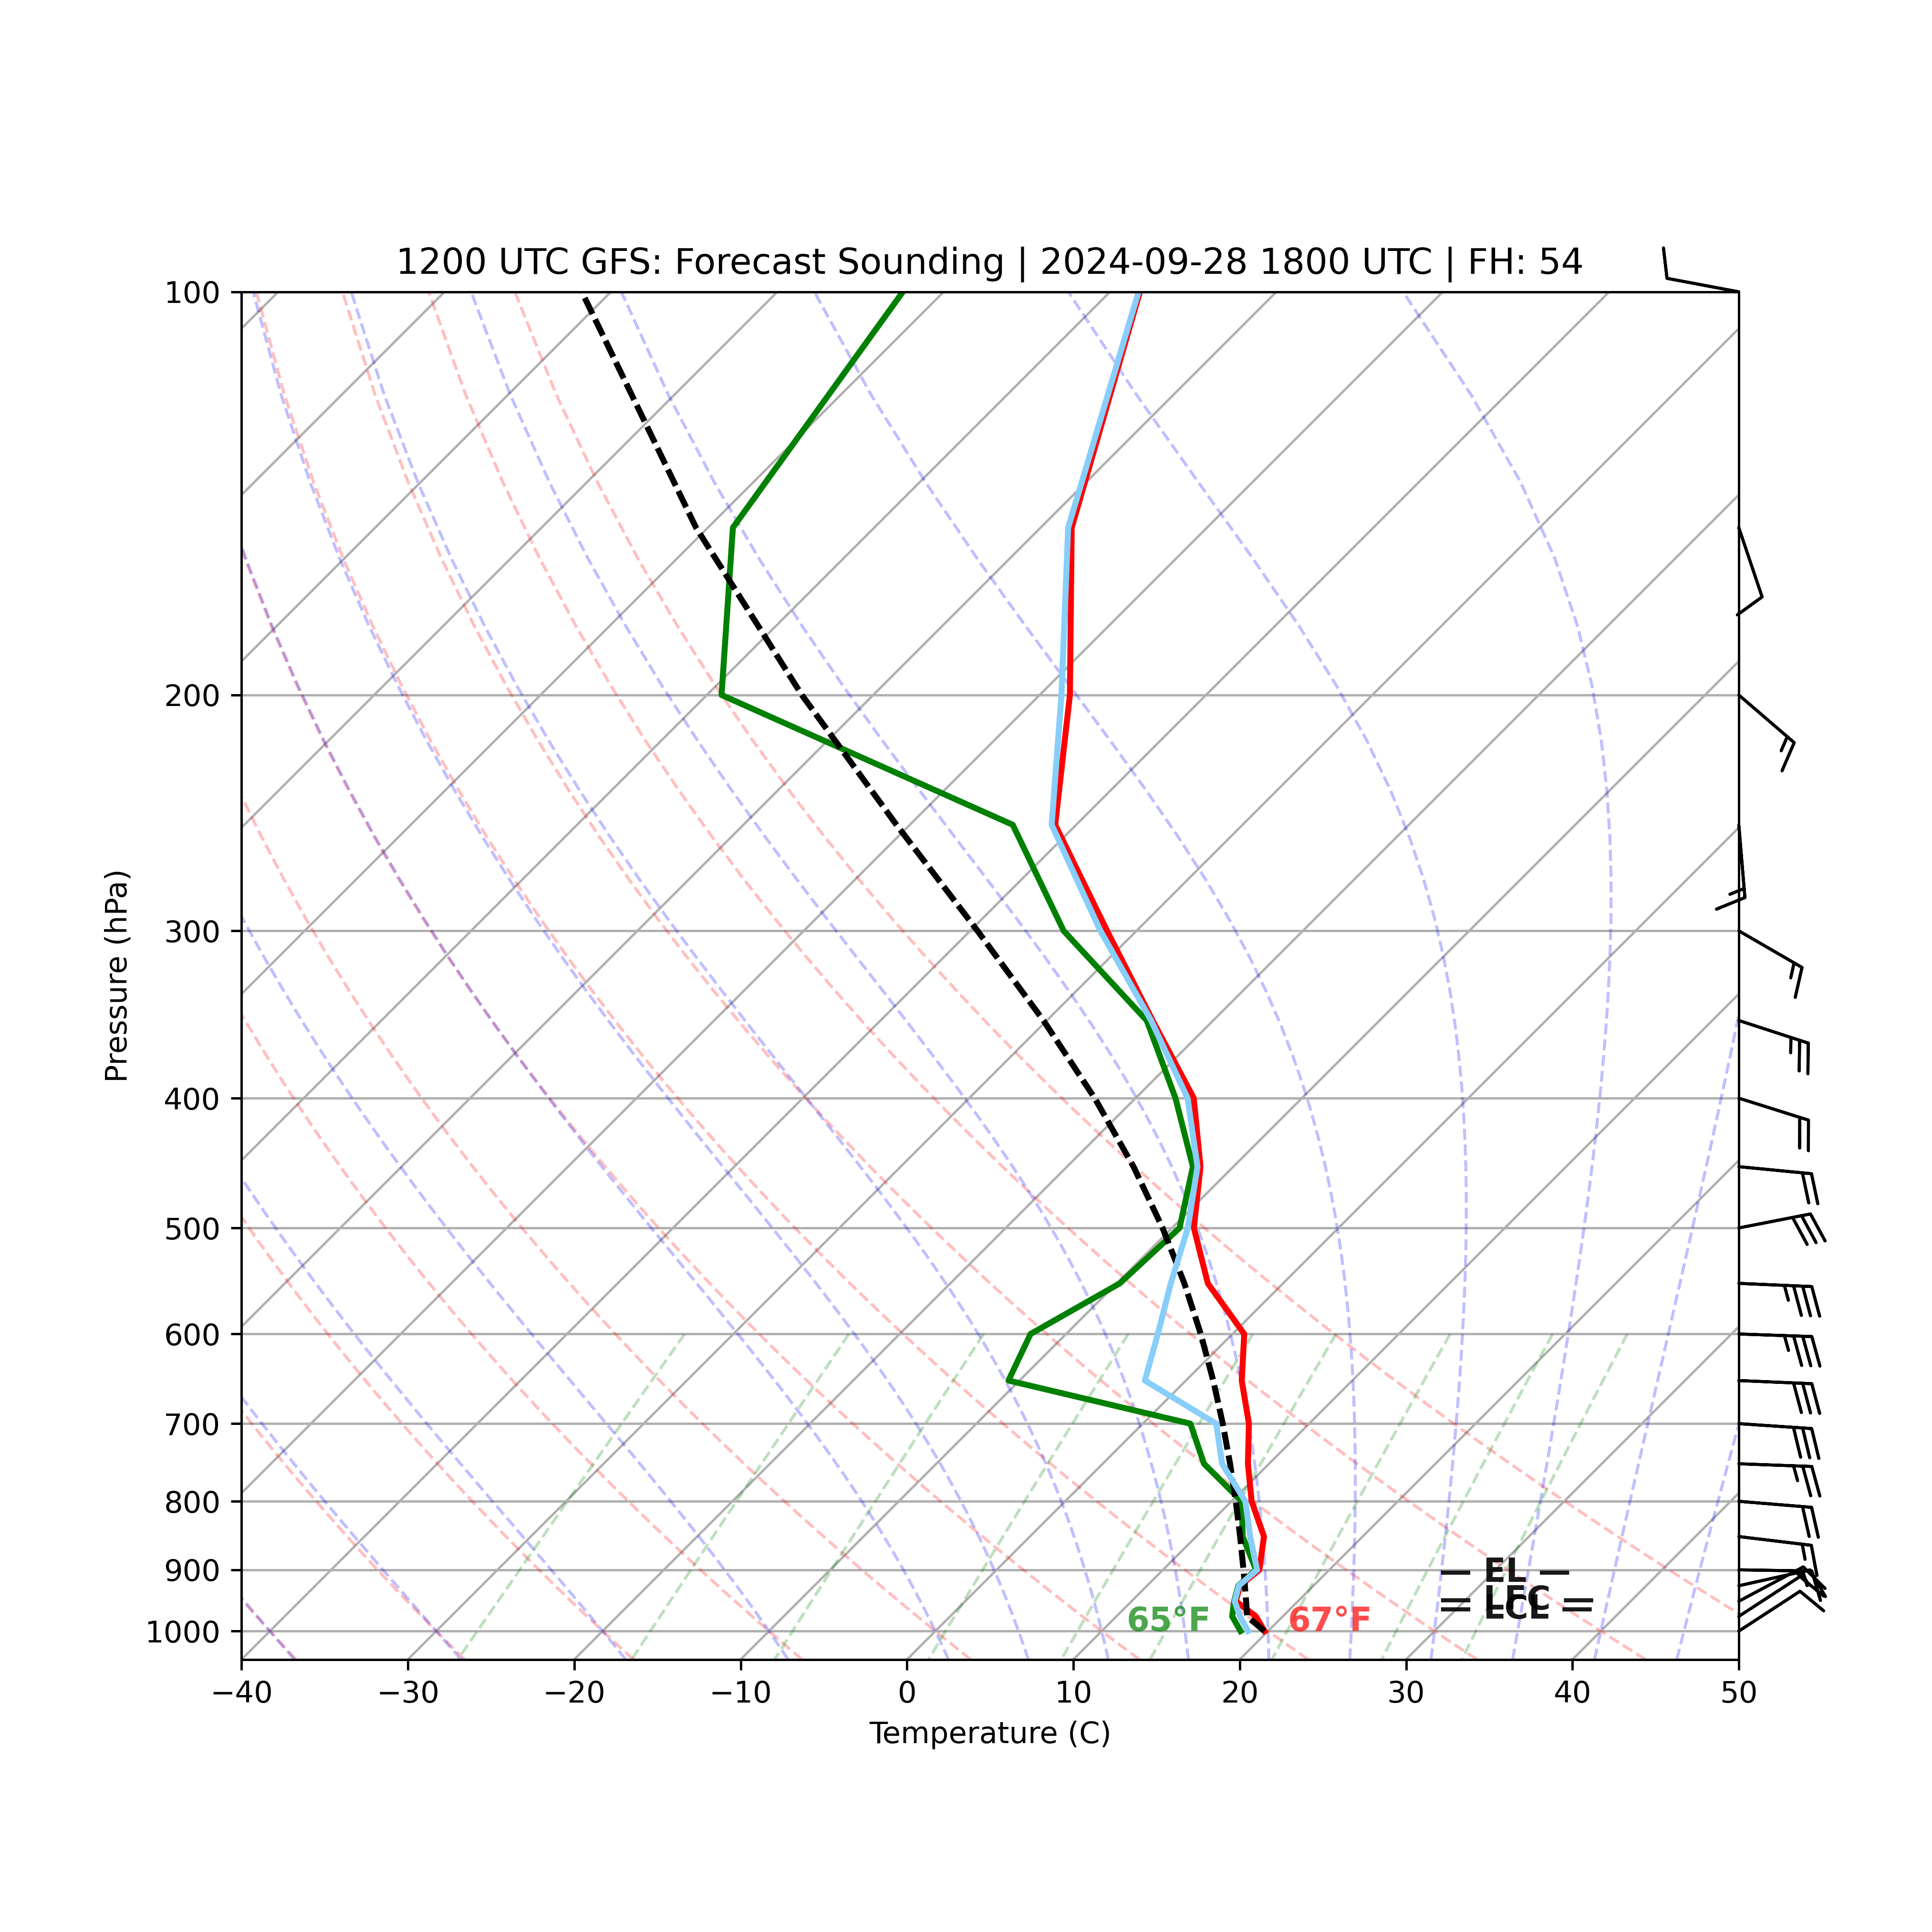 1200 UTC GFS: Forecast Sounding | 2024-09-28 1800 UTC | FH: 54
100
200
300
400
500
600
700
800
900
1000
Pressure (hPa)
— EL —
— LFC —
— LCL —
65°F
67°F
−40 −30 −20 −10 0 10 20 30 40 50
Temperature (C)